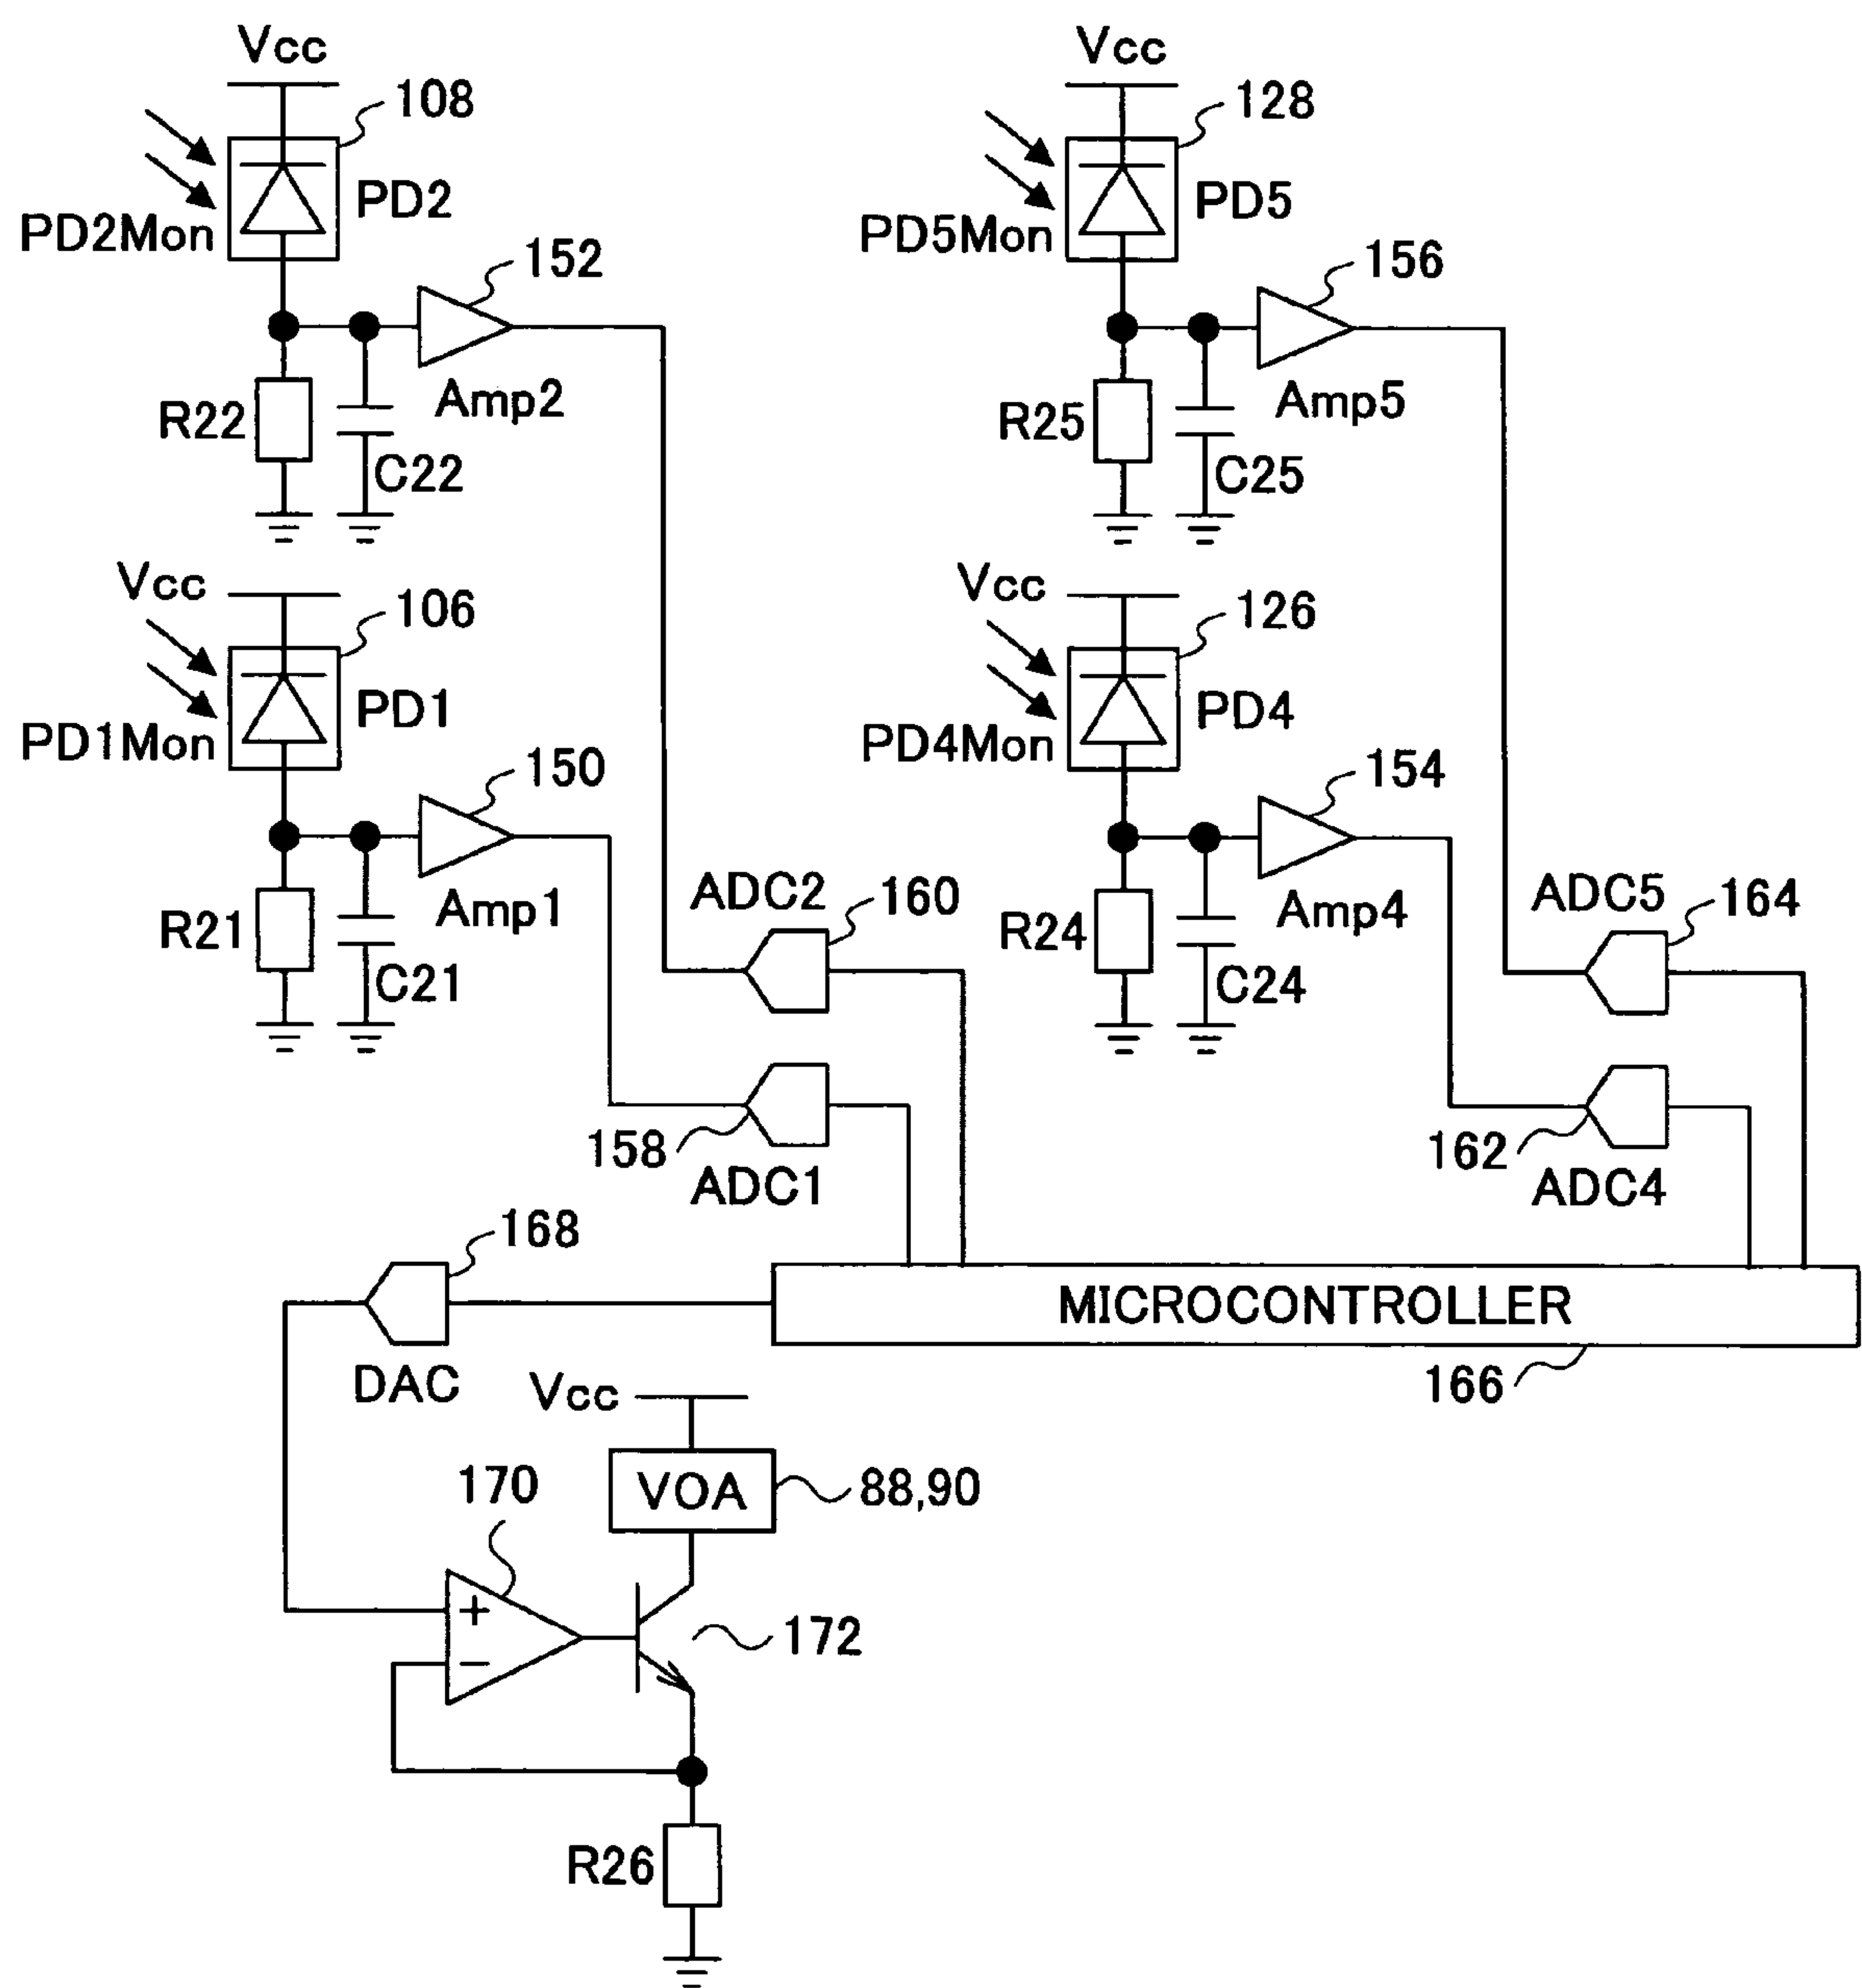 Vcc
Vcc
108
128
PD2
PD5
PD2Mon
PD5Mon
152
156
Amp2
Amp5
R22
R25
C22
C25
Vcc
Vcc
106
126
PD1
PD4
PD1Mon
PD4Mon
150
154
ADC2
160
ADC5
164
Amp1
Amp4
R21
R24
C21
C24
158
162
ADC1
ADC4
168
MICROCONTROLLER
DAC
Vcc
166
170
VOA
88,90
+
172
−
R26